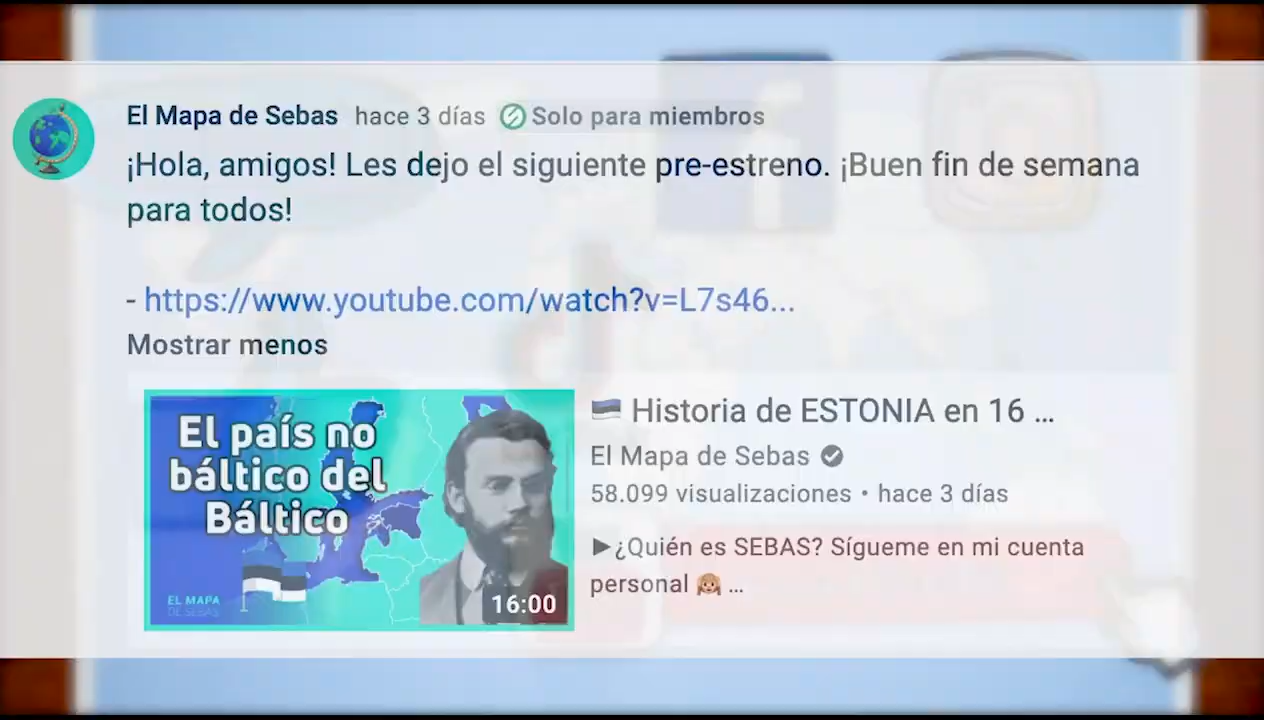 El Mapa de Sebas hace 3 días Solo para miembros
¡Hola, amigos! Les dejo el siguiente pre-estreno. ¡Buen fin de semana
para todos!
- https://www.youtube.com/watch?v=L7s46...
Mostrar menos
El país no
báltico del
Báltico
EL MAPA
DE SEBAS
16:00
Historia de ESTONIA en 16 ...
El Mapa de Sebas
58.099 visualizaciones • hace 3 días
▶¿Quién es SEBAS? Sígueme en mi cuenta
personal 🙉 ...